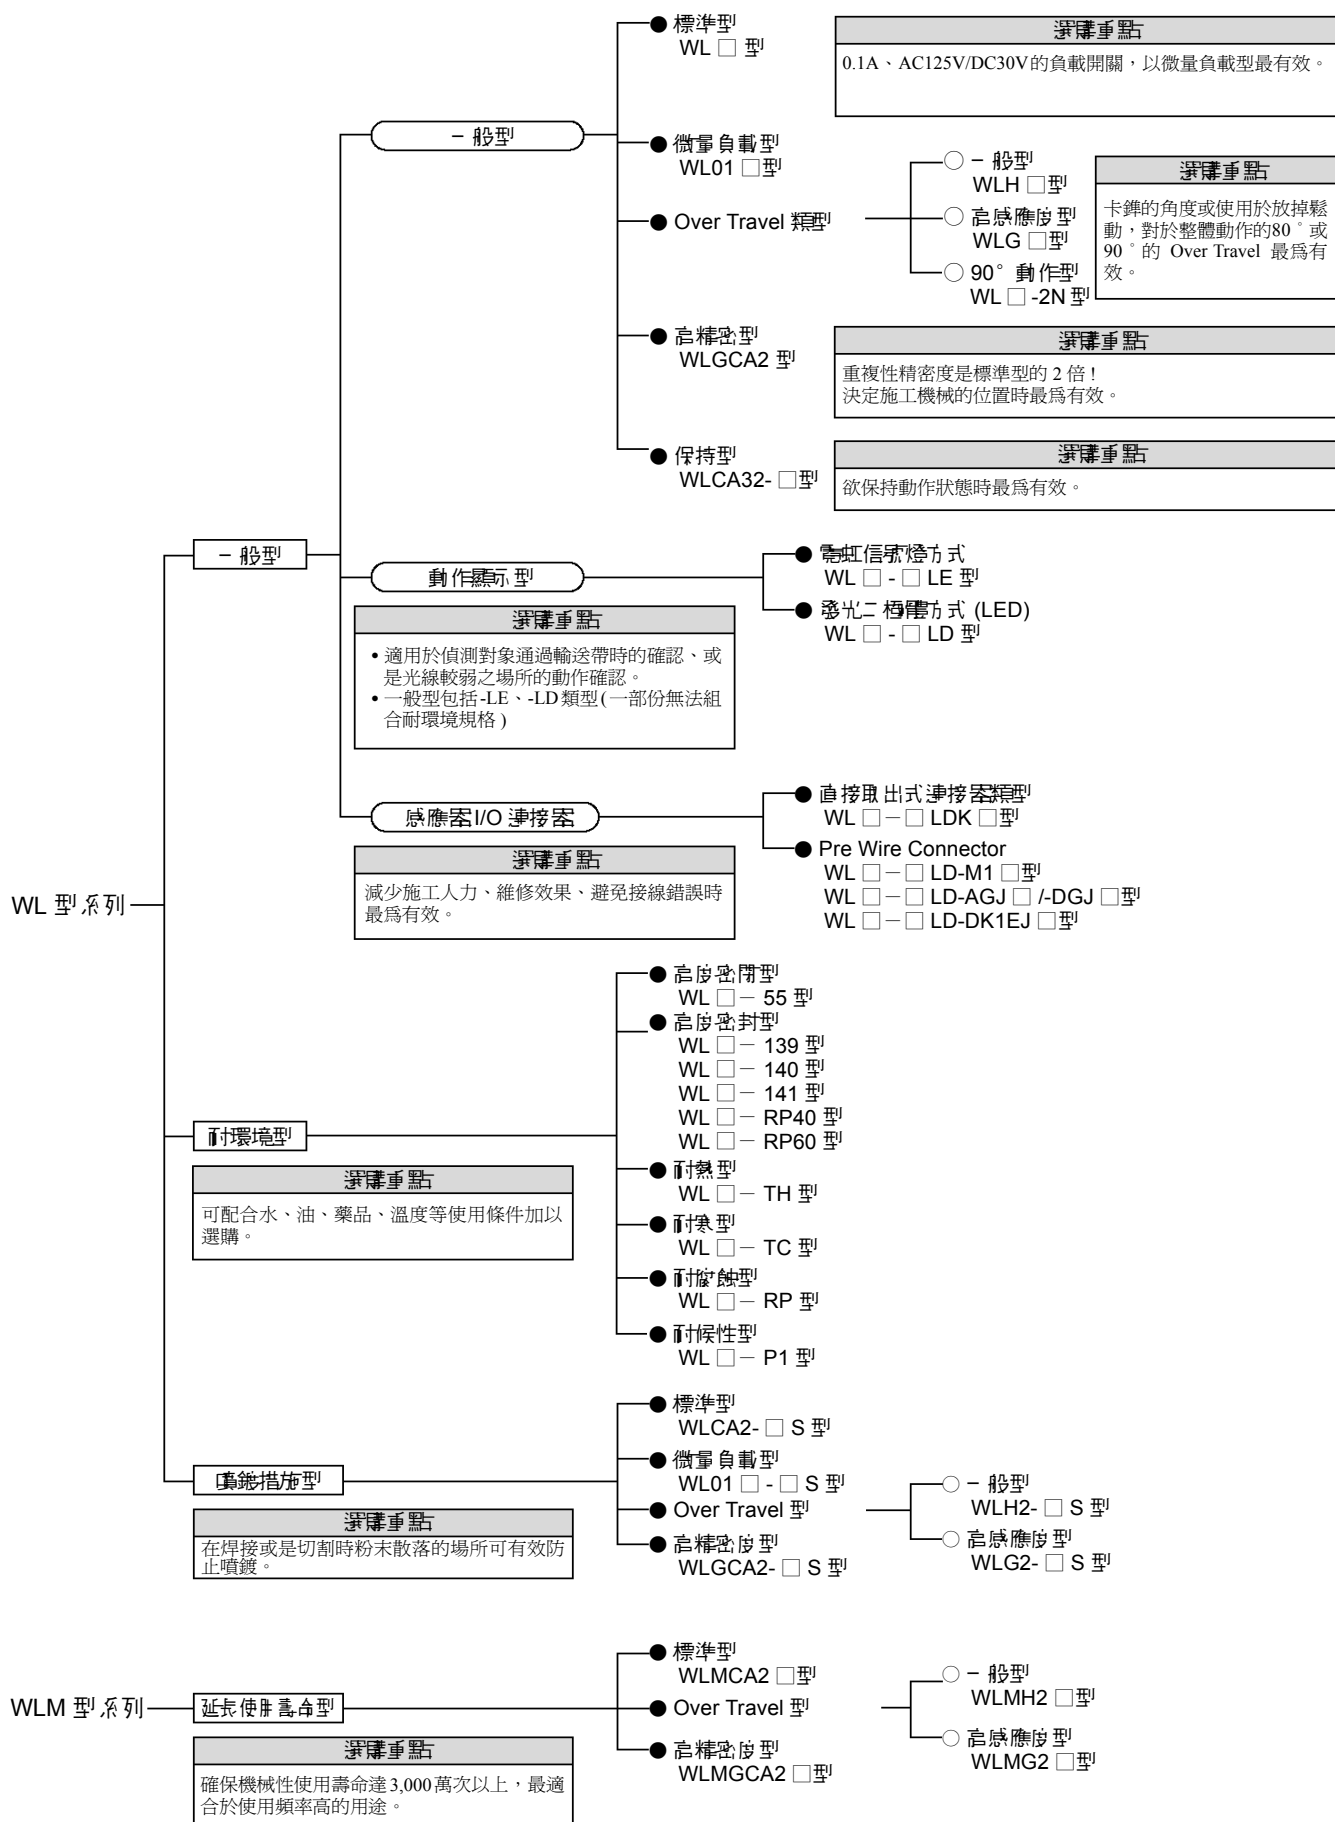 ● 標準型
WL □ 型
選購重點
0.1A、AC125V/DC30V的負載開關，以微量負載型最有效。
一般型
● 微量負載型
WL01 □型
● Over Travel 類型
○ 一般型
WLH □型
○ 高感應度型
WLG □型
○ 90°動作型
WL □ -2N 型
選購重點
卡鏈的角度或使用於放掉鬆
動，對於整體動作的80°或
90°的 Over Travel 最為有
效。
● 高精密型
WLGCA2 型
選購重點
重複性精密度是標準型的 2 倍！
決定施工機械的位置時最為有效。
● 保持型
WLCA32- □型
選購重點
欲保持動作狀態時最為有效。
一般型
動作顯示型
● 霓虹信號燈方式
WL □ - □ LE 型
● 發光二極體方式 (LED)
WL □ - □ LD 型
選購重點
• 適用於偵測對象通過輸送帶時的確認、或
是光線較弱之場所的動作確認。
• 一般型包括-LE、-LD類型(一部份無法組
合耐環境規格)
感應器I/O 連接器
● 直接取出式連接器類型
WL □－□ LDK □型
● Pre Wire Connector
WL □－□ LD-M1 □型
WL □－□ LD-AGJ □ /-DGJ □型
WL □－□ LD-DK1EJ □型
選購重點
減少施工人力、維修效果、避免接線錯誤時
最為有效。
WL 型系列
● 高度密閉型
WL □－ 55 型
● 高度密封型
WL □－ 139 型
WL □－ 140 型
WL □－ 141 型
WL □－ RP40 型
WL □－ RP60 型
耐環境型
● 耐熱型
WL □－ TH 型
● 耐寒型
WL □－ TC 型
● 耐腐蝕型
WL □－ RP 型
● 耐候性型
WL □－ P1 型
選購重點
可配合水、油、藥品、溫度等使用條件加以
選購。
● 標準型
WLCA2- □ S 型
● 微量負載型
WL01 □ - □ S 型
噴鍍措施型
● Over Travel 型
○ 一般型
WLH2- □ S 型
○ 高感應度型
WLG2- □ S 型
● 高精密度型
WLGCA2- □ S 型
選購重點
在焊接或是切割時粉末散落的場所可有效防
止噴鍍。
● 標準型
WLMCA2 □型
WLM 型系列
延長使用壽命型
● Over Travel 型
○ 一般型
WLMH2 □型
○ 高感應度型
WLMG2 □型
● 高精密度型
WLMGCA2 □型
選購重點
確保機械性使用壽命達3,000萬次以上，最適
合於使用頻率高的用途。